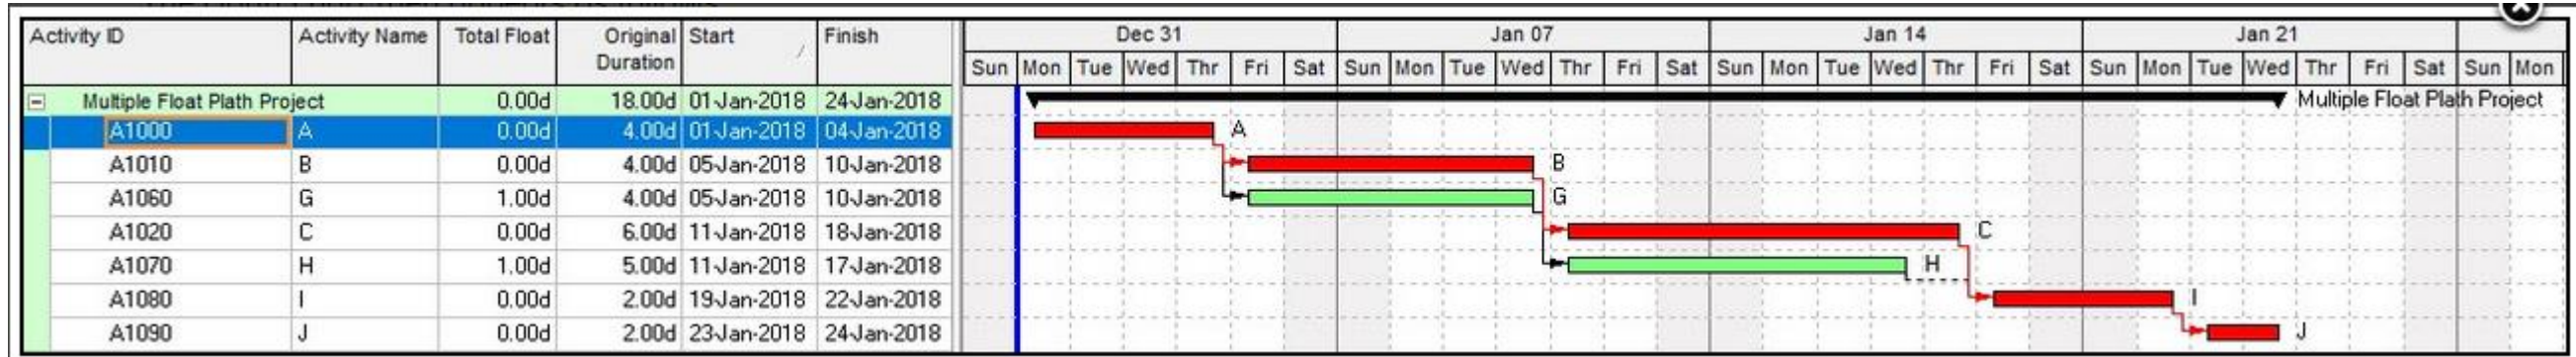 Activity ID Activity Name Total Float Original Duration Start Finish
Dec 31 Jan 07 Jan 14 Jan 21
Sun Mon Tue Wed Thr Fri Sat Sun Mon Tue Wed Thr Fri Sat Sun Mon Tue Wed Thr Fri Sat Sun Mon Tue Wed Thr Fri Sat Sun Mon
Multiple Float Plath Project 0.00d 18.00d 01-Jan-2018 24-Jan-2018 Multiple Float Plath Project
A1000 A 0.00d 4.00d 01-Jan-2018 04-Jan-2018 A
A1010 B 0.00d 4.00d 05-Jan-2018 10-Jan-2018 B
A1060 G 1.00d 4.00d 05-Jan-2018 10-Jan-2018 G
A1020 C 0.00d 6.00d 11-Jan-2018 18-Jan-2018 C
A1070 H 1.00d 5.00d 11-Jan-2018 17-Jan-2018 H
A1080 I 0.00d 2.00d 19-Jan-2018 22-Jan-2018 I
A1090 J 0.00d 2.00d 23-Jan-2018 24-Jan-2018 J